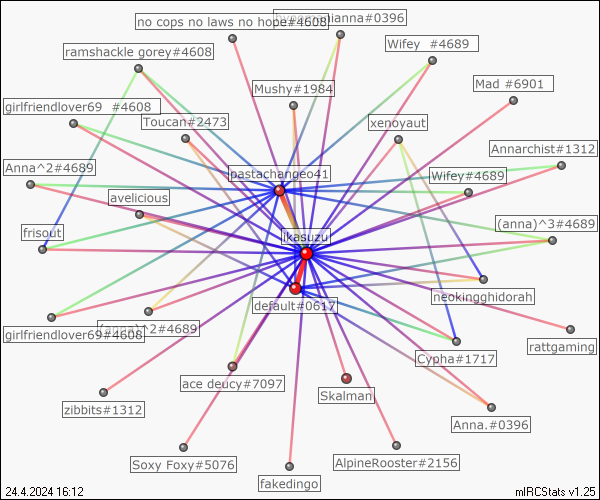 no cops no laws no hope#4608
hypnoponianna#0396
Wifey #4689
ramshackle gorey#4608
Mushy#1984
Mad #6901
girlfriendlover69 #4608
Toucan#2473
xenoyaut
Annarchist#1312
Anna^2#4689
pastachangeo41
Wifey#4689
avelicious
(anna)^3#4689
frisout
ikasuzu
neokingghidorah
default#0617
girlfriendlover69#4608
(anna)^2#4689
rattgaming
Cypha#1717
ace deucy#7097
Skalman
zibbits#1312
Anna.#0396
Soxy Foxy#5076
AlpineRooster#2156
fakedingo
24.4.2024 16:12
mIRCStats v1.25